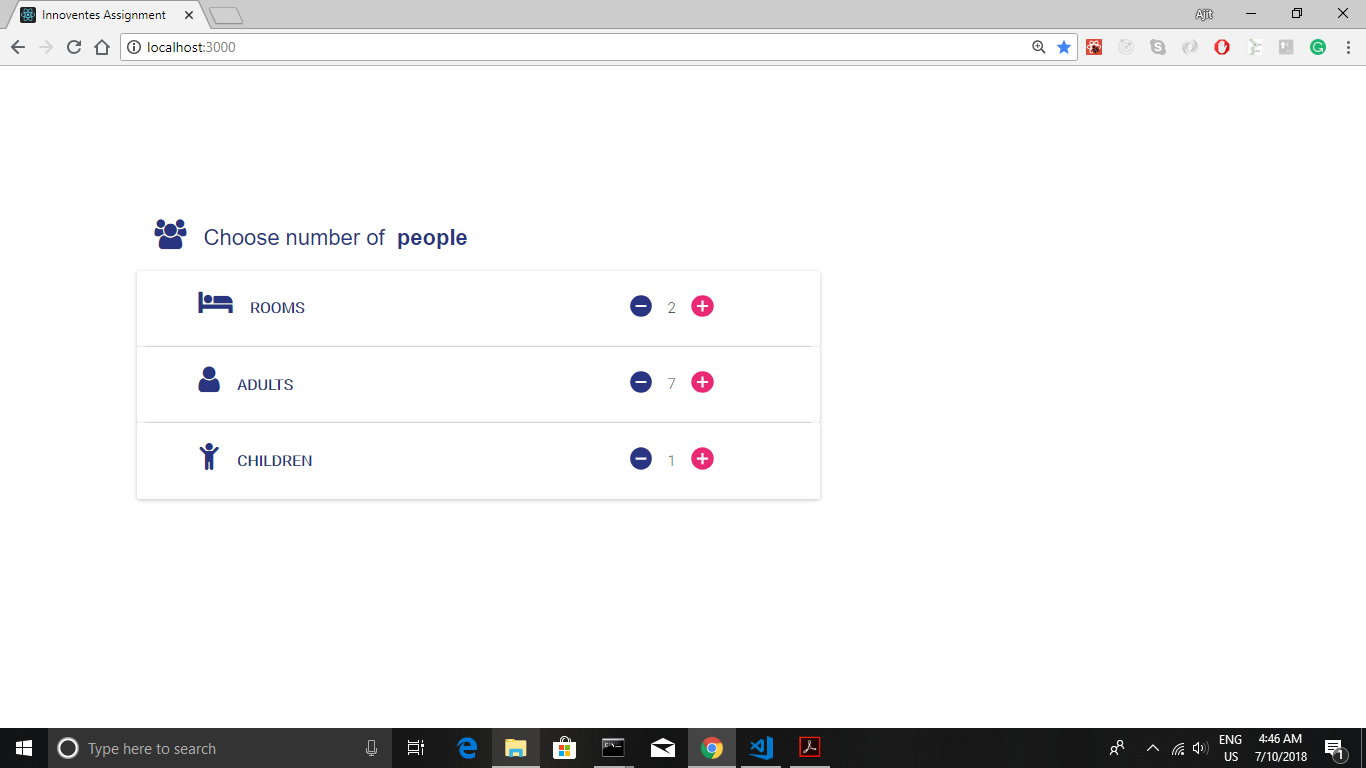 Innoventes Assignment
Ajit
localhost:3000
Choose number of people
ROOMS 2
ADULTS 7
CHILDREN 1
Type here to search
ENG 4:46 AM
US 7/10/2018
1